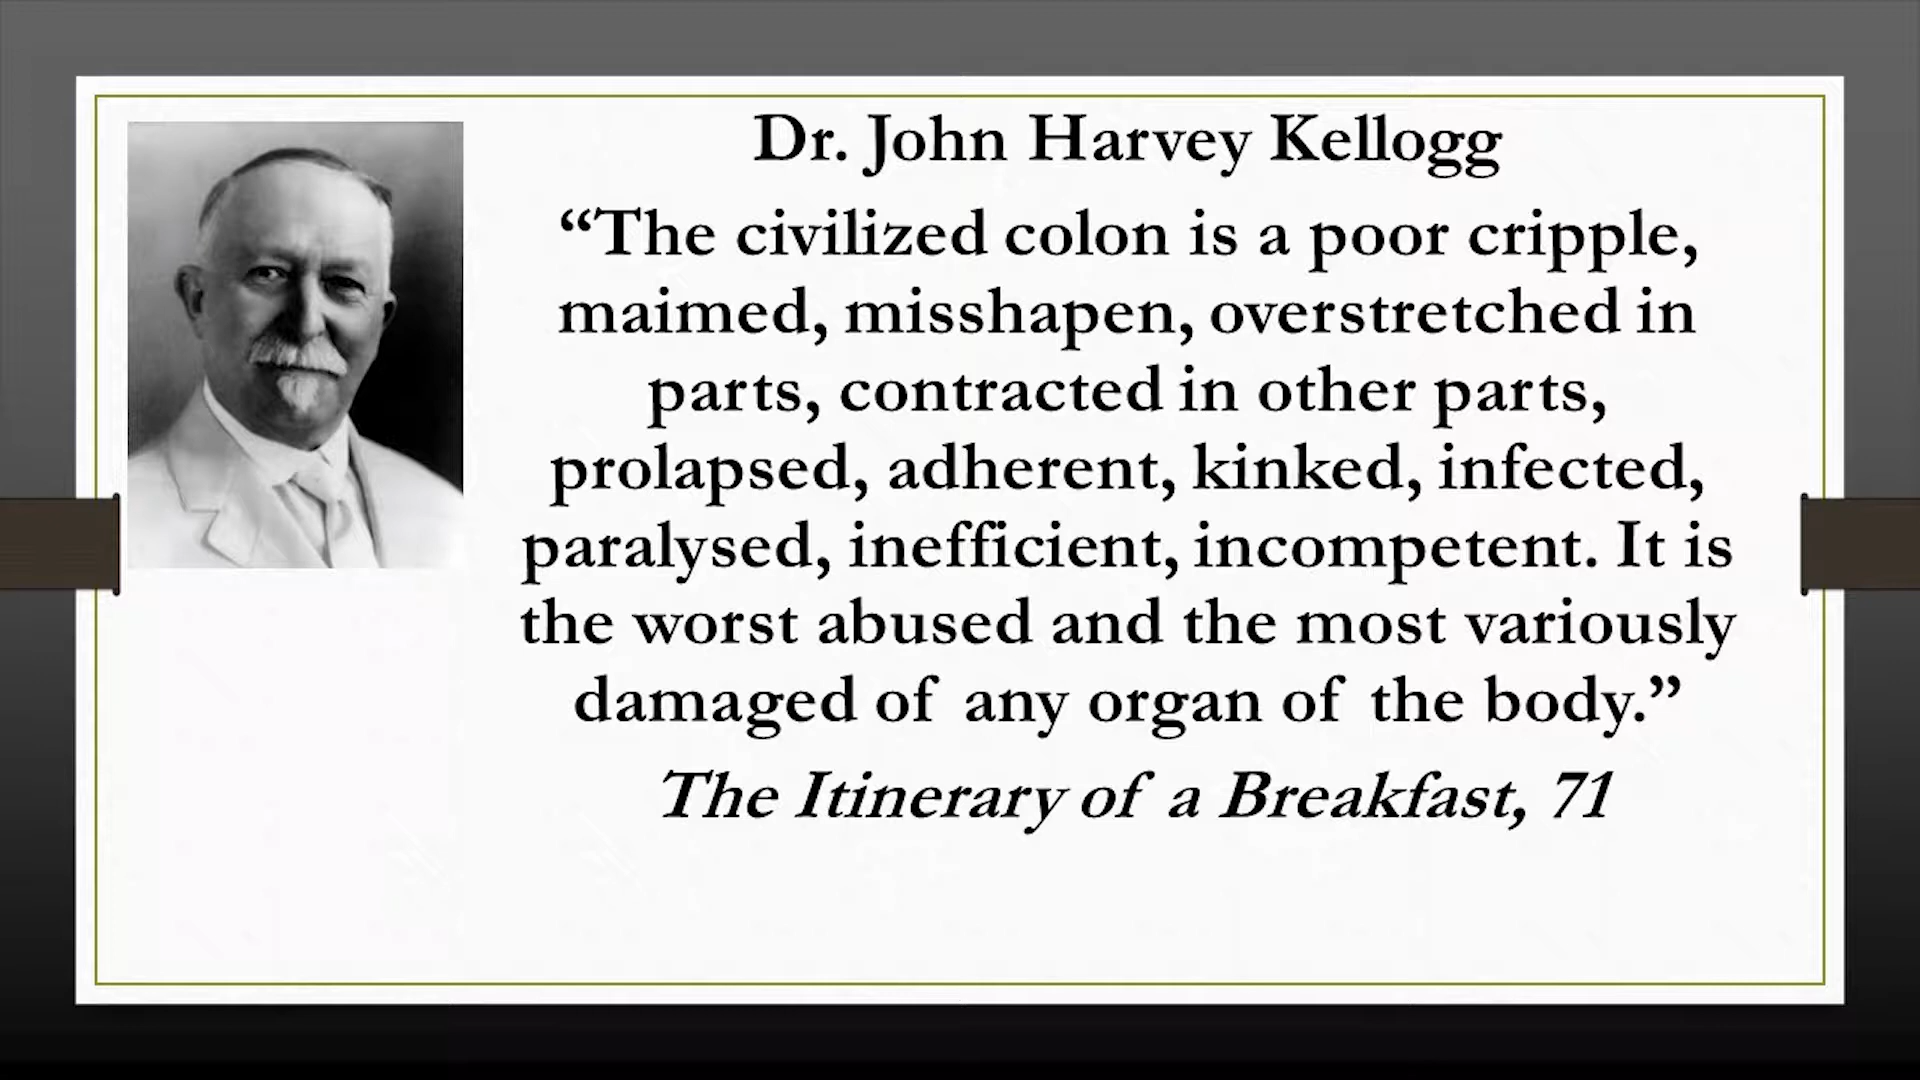 Dr. John Harvey Kellogg
“The civilized colon is a poor cripple,
maimed, misshapen, overstretched in
parts, contracted in other parts,
prolapsed, adherent, kinked, infected,
paralysed, inefficient, incompetent. It is
the worst abused and the most variously
damaged of any organ of the body.”
The Itinerary of a Breakfast, 71